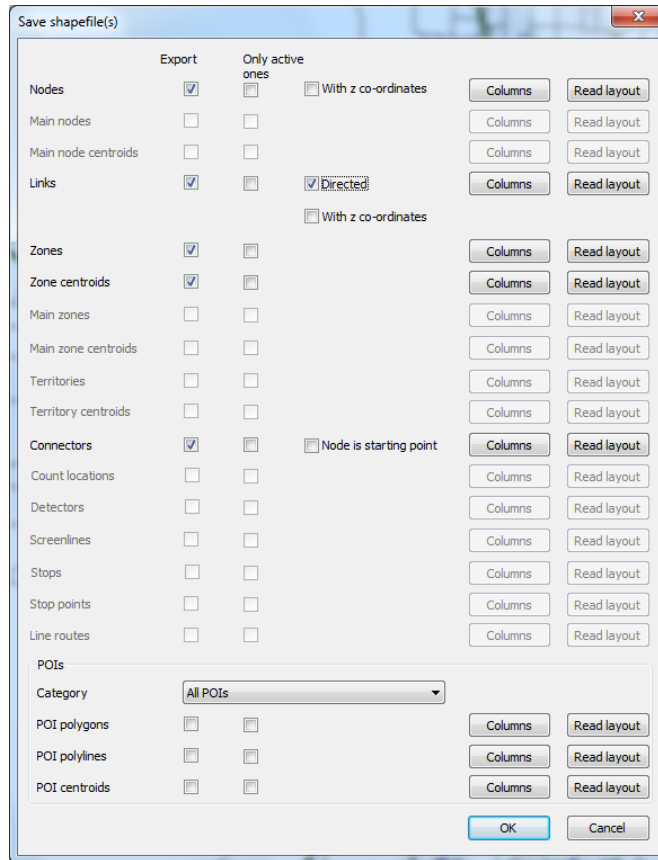 Save shapefile(s)
Export Only active ones
Nodes With z co-ordinates Columns Read layout
Main nodes Columns Read layout
Main node centroids Columns Read layout
Links Directed Columns Read layout
With z co-ordinates
Zones Columns Read layout
Zone centroids Columns Read layout
Main zones Columns Read layout
Main zone centroids Columns Read layout
Territories Columns Read layout
Territory centroids Columns Read layout
Connectors Node is starting point Columns Read layout
Count locations Columns Read layout
Detectors Columns Read layout
Screenlines Columns Read layout
Stops Columns Read layout
Stop points Columns Read layout
Line routes Columns Read layout
POIs
Category All POIs
POI polygons Columns Read layout
POI polylines Columns Read layout
POI centroids Columns Read layout
OK Cancel